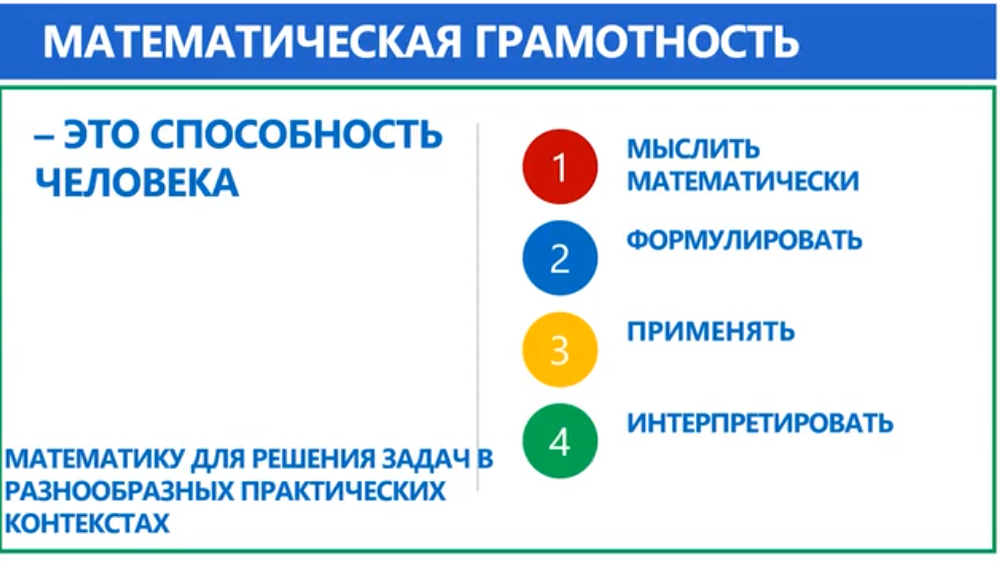 МАТЕМАТИЧЕСКАЯ ГРАМОТНОСТЬ
– ЭТО СПОСОБНОСТЬ
ЧЕЛОВЕКА
1
МЫСЛИТЬ
МАТЕМАТИЧЕСКИ
2
ФОРМУЛИРОВАТЬ
3
ПРИМЕНЯТЬ
4
ИНТЕРПРЕТИРОВАТЬ
МАТЕМАТИКУ ДЛЯ РЕШЕНИЯ ЗАДАЧ В
РАЗНООБРАЗНЫХ ПРАКТИЧЕСКИХ
КОНТЕКСТАХ